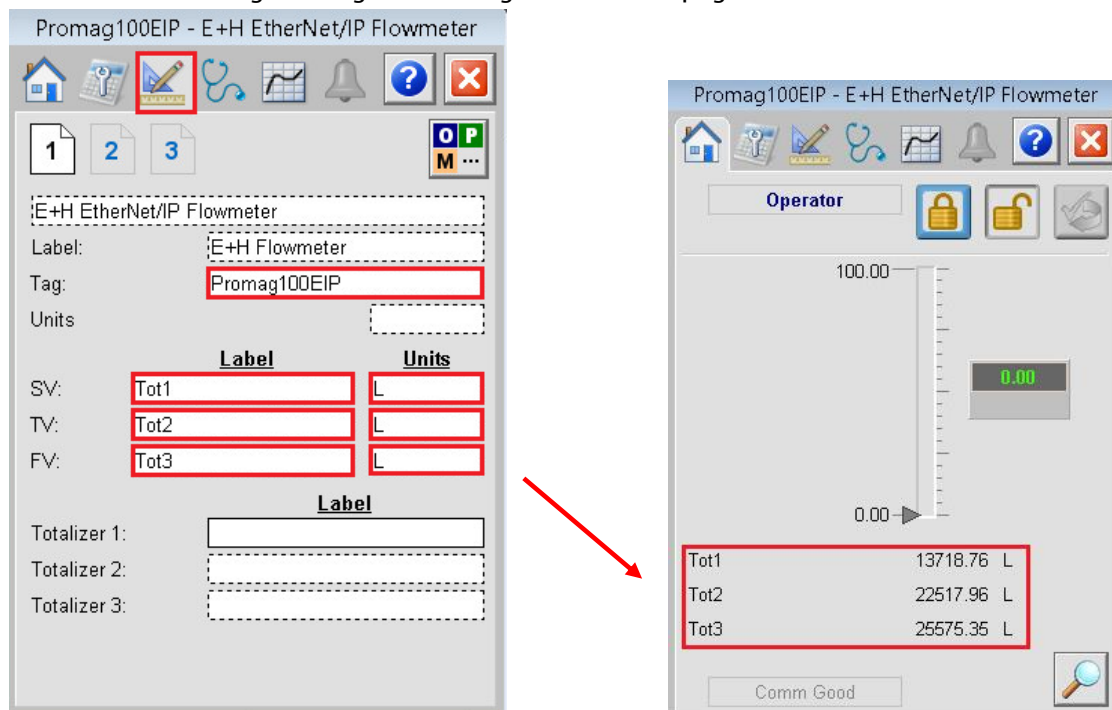 Promag100EIP - E+H EtherNet/IP Flowmeter
1 2 3
O P
M ...
E+H EtherNet/IP Flowmeter
Label: E+H Flowmeter
Tag: Promag100EIP
Units
Label Units
SV: Tot1 L
TV: Tot2 L
FV: Tot3 L
Label
Totalizer 1:
Totalizer 2:
Totalizer 3:
Promag100EIP - E+H EtherNet/IP Flowmeter
Operator
100.00
0.00
0.00
Tot1 13718.76 L
Tot2 22517.96 L
Tot3 25575.35 L
Comm Good